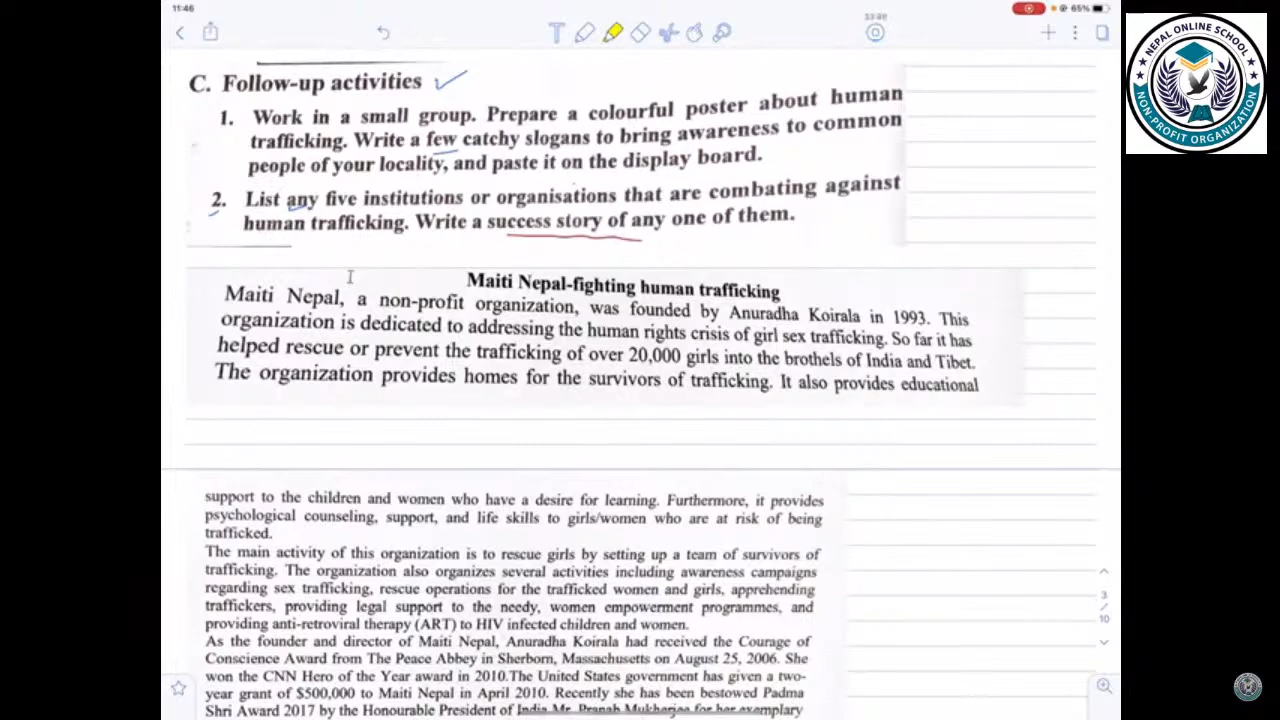 11:46
65%
33:49
NEPAL ONLINE SCHOOL
NON-PROFIT ORGANIZATION
C. Follow-up activities
1. Work in a small group. Prepare a colourful poster about human
trafficking. Write a few catchy slogans to bring awareness to common
people of your locality, and paste it on the display board.
2. List any five institutions or organisations that are combating against
human trafficking. Write a success story of any one of them.
Maiti Nepal-fighting human trafficking
Maiti Nepal, a non-profit organization, was founded by Anuradha Koirala in 1993. This
organization is dedicated to addressing the human rights crisis of girl sex trafficking. So far it has
helped rescue or prevent the trafficking of over 20,000 girls into the brothels of India and Tibet.
The organization provides homes for the survivors of trafficking. It also provides educational
support to the children and women who have a desire for learning. Furthermore, it provides
psychological counseling, support, and life skills to girls/women who are at risk of being
trafficked.
The main activity of this organization is to rescue girls by setting up a team of survivors of
trafficking. The organization also organizes several activities including awareness campaigns
regarding sex trafficking, rescue operations for the trafficked women and girls, apprehending
traffickers, providing legal support to the needy, women empowerment programmes, and
providing anti-retroviral therapy (ART) to HIV infected children and women.
As the founder and director of Maiti Nepal, Anuradha Koirala had received the Courage of
Conscience Award from The Peace Abbey in Sherborn, Massachusetts on August 25, 2006. She
won the CNN Hero of the Year award in 2010.The United States government has given a two-
year grant of $500,000 to Maiti Nepal in April 2010. Recently she has been bestowed Padma
Shri Award 2017 by the Honourable President of India Mr. Pranab Mukharjee for her exemplary
3
/
10